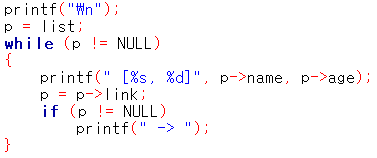 printf("₩n");
p = list;
while (p != NULL)
{
    printf(" [%s, %d]", p->name, p->age);
    p = p->link;
    if (p != NULL)
        printf(" -> ");
}